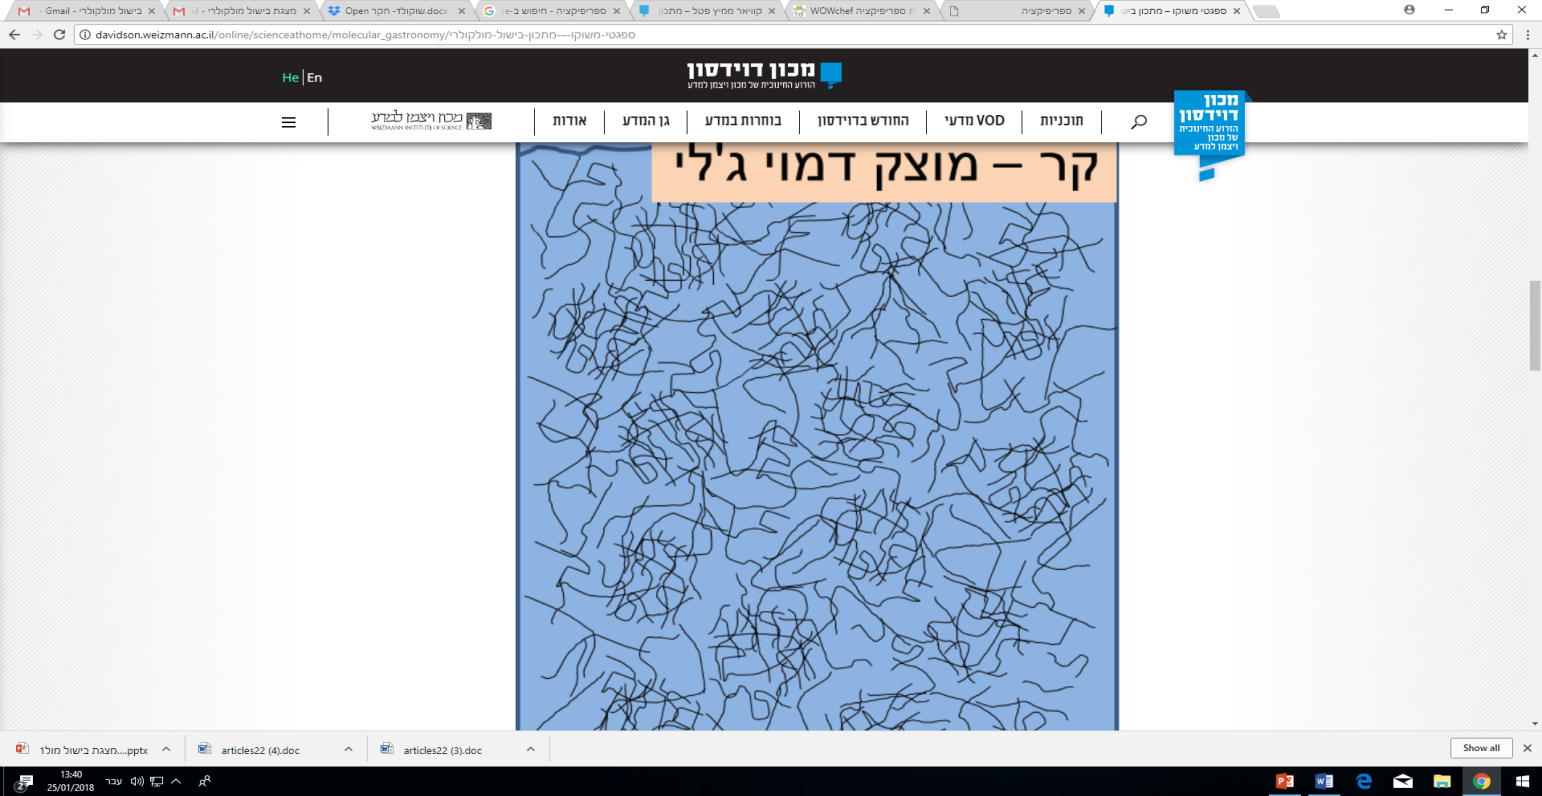 בישול מולקולרי - Gmail -
מצגת בישול מולקולרי -
שוקולד- חקר Open.docx
ספריפיקציה - חיפוש ב-
קוויאר ממיץ פטל – מתכון
ספריפיקציה WOWchef
ספריפיקציה
ספגטי משוקו – מתכון ביש
davidson.weizmann.ac.il/online/scienceathome/molecular_gastronomy/ספגטי-משוקו-–-מתכון-בישול-מולקולרי
He | En
מכון דוידסון
הזרוע החינוכית של מכון ויצמן למדע
מכון
דוידסון
הזרוע החינוכית
של מכון
ויצמן למדע
תוכניות
VOD מדעי
החודש בדוידסון
בוחרות במדע
גן המדע
אודות
מכון ויצמן למדע
WEIZMANN INSTITUTE OF SCIENCE
קר – מוצק דמוי ג'לי
מצגת בישול מול1....pptx
articles22 (4).doc
articles22 (3).doc
Show all
2
13:40
25/01/2018
עבר